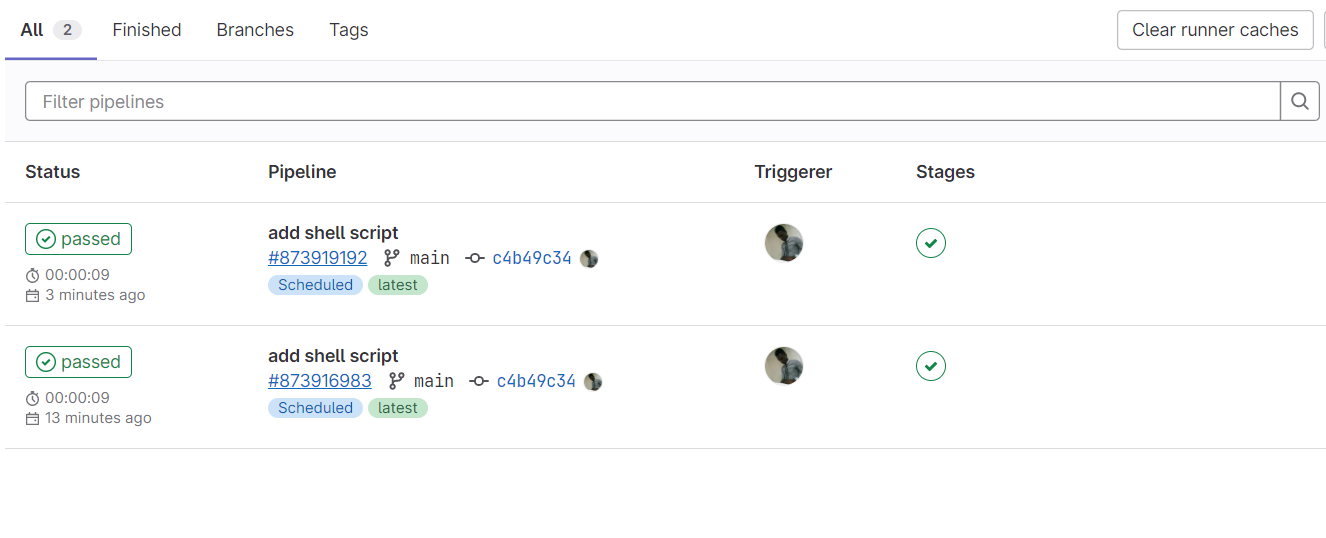 All 2 Finished Branches Tags Clear runner caches
Filter pipelines
Status Pipeline Triggerer Stages
passed add shell script
#873919192 main c4b49c34
00:00:09 Scheduled latest
3 minutes ago
passed add shell script
#873916983 main c4b49c34
00:00:09 Scheduled latest
13 minutes ago